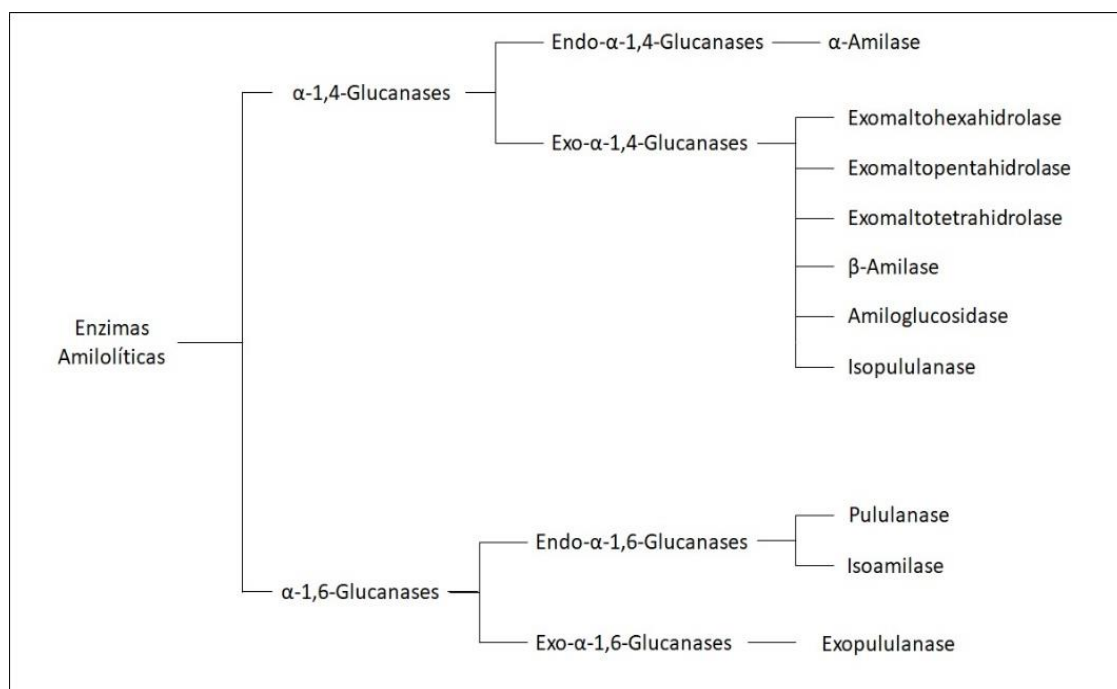 Endo-α-1,4-Glucanases
α-Amilase
α-1,4-Glucanases
Exomaltohexahidrolase
Exo-α-1,4-Glucanases
Exomaltopentahidrolase
Exomaltotetrahidrolase
β-Amilase
Amiloglucosidase
Isopululanase
Enzimas
Amilolíticas
Pululanase
Endo-α-1,6-Glucanases
Isoamilase
α-1,6-Glucanases
Exo-α-1,6-Glucanases
Exopululanase